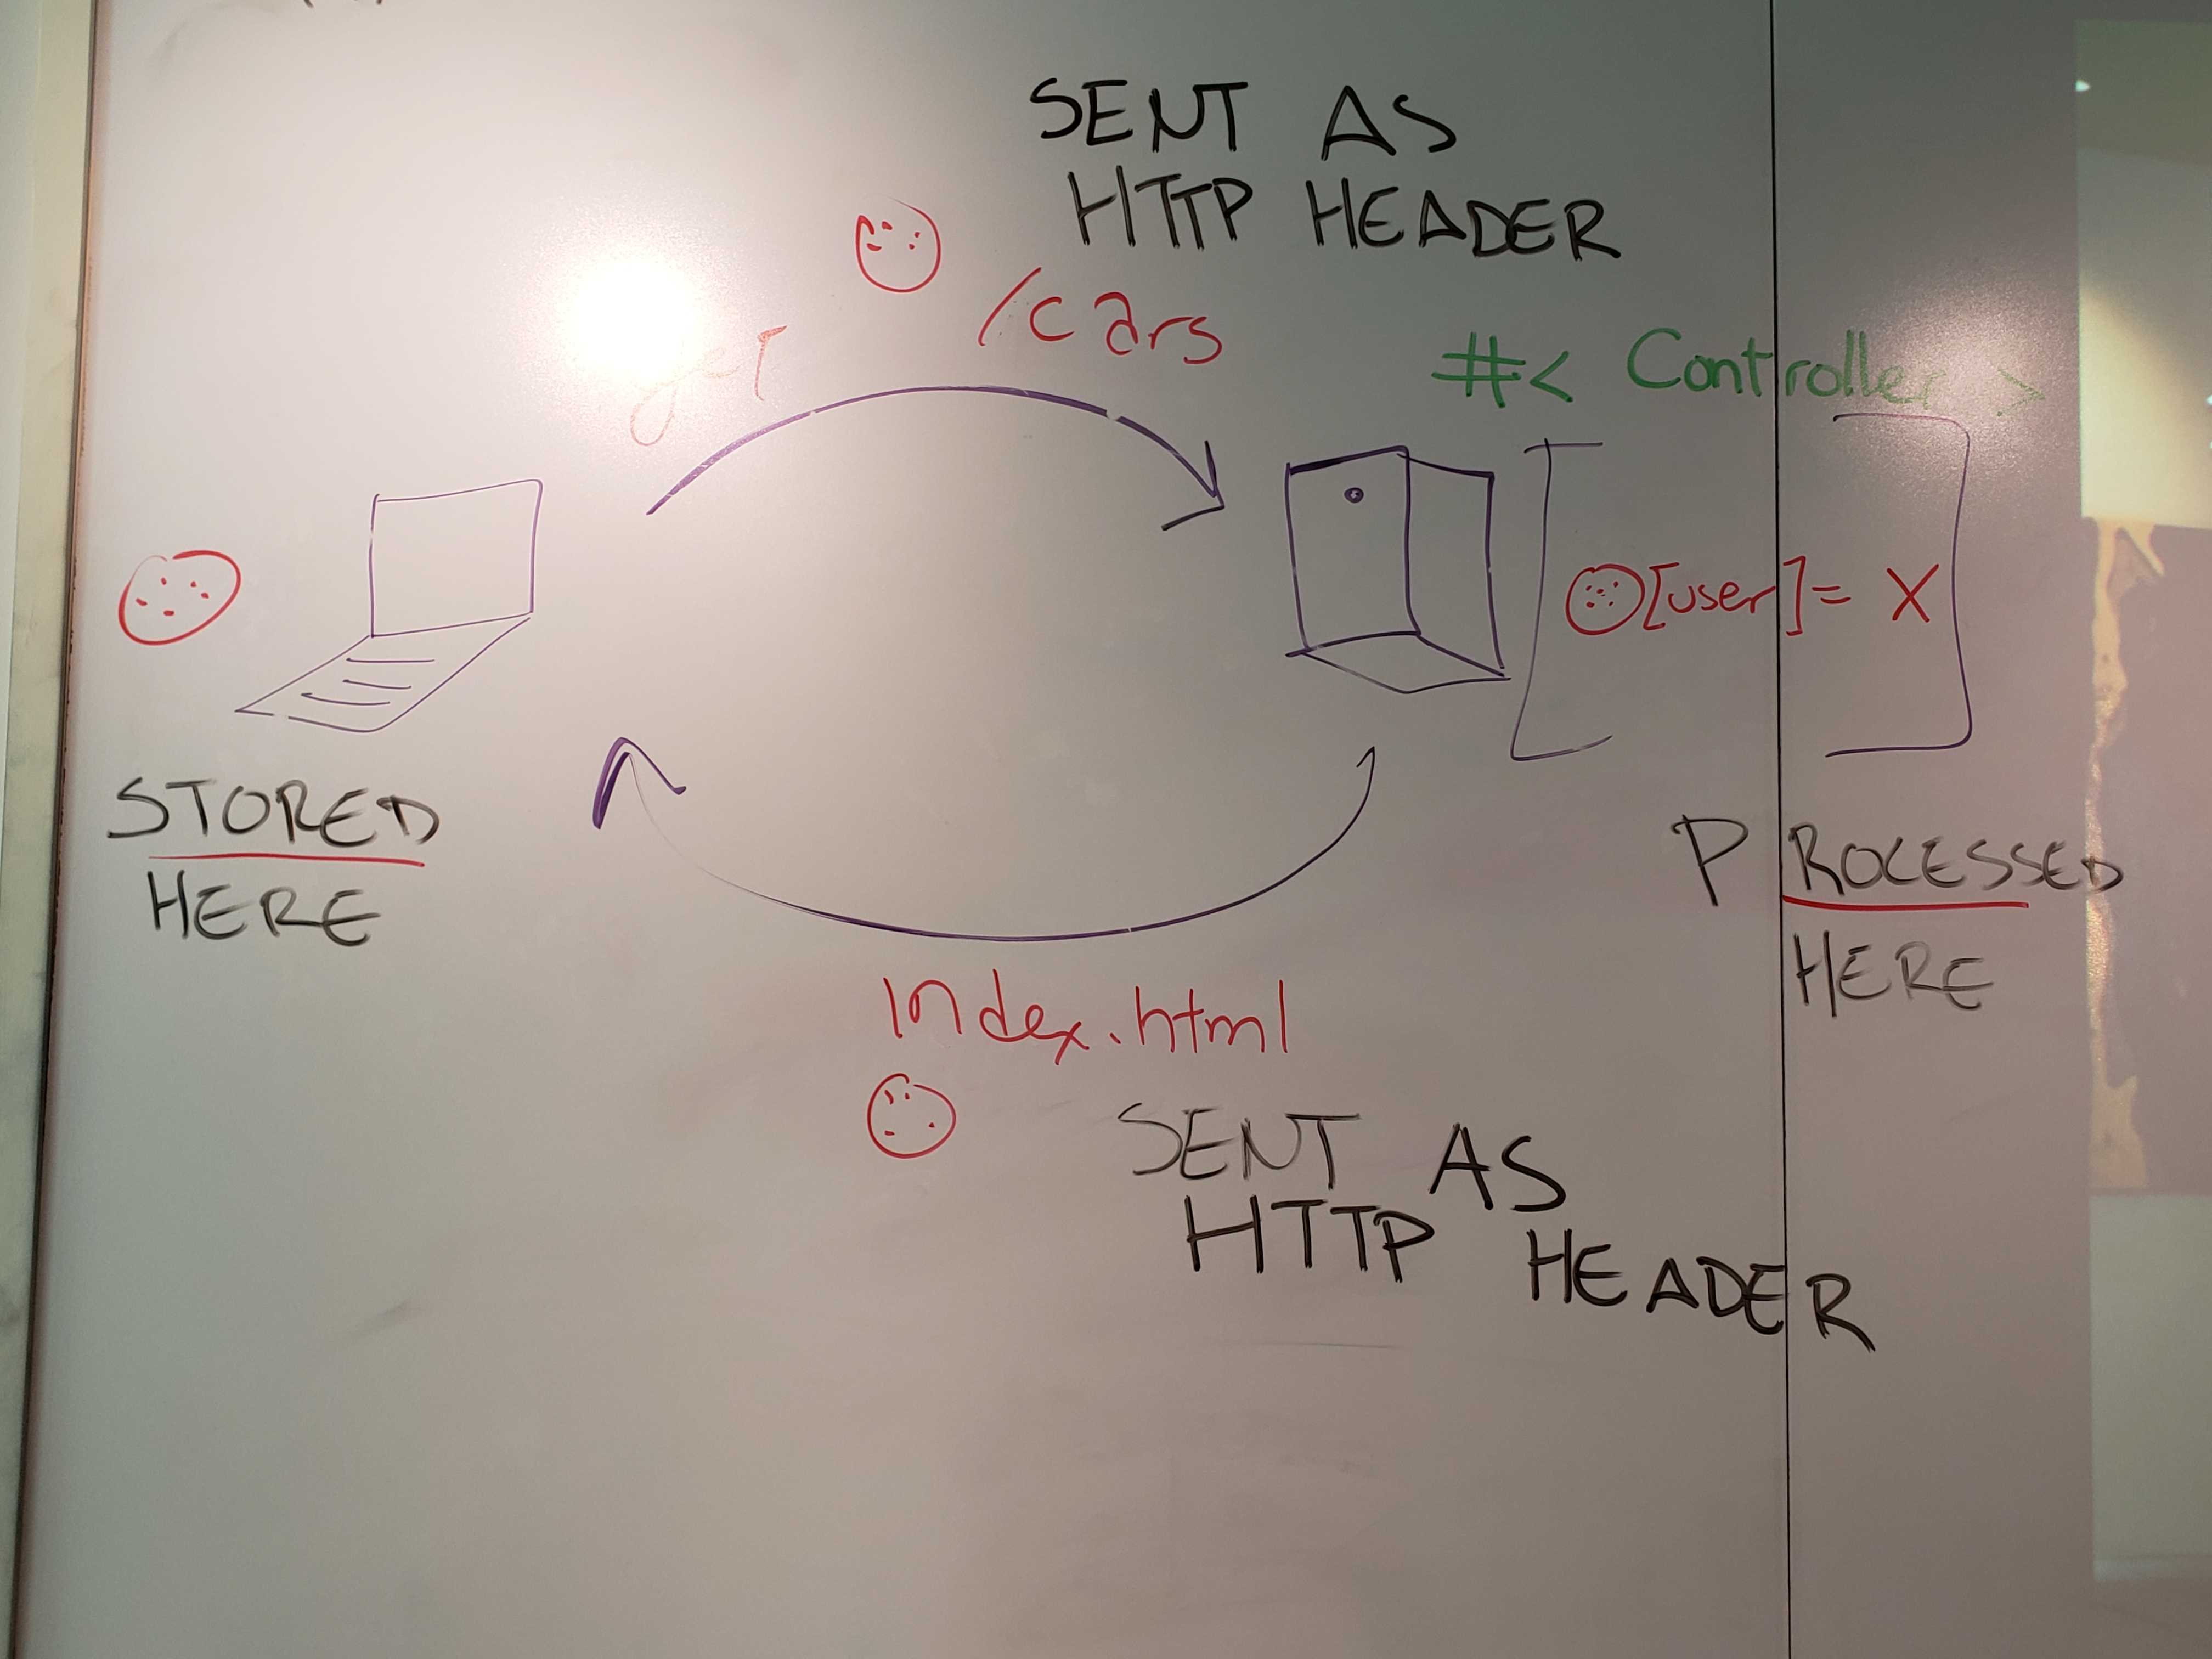 SENT AS
HTTP HEADER
get /cars
#< Controller >
[user] = X
STORED
HERE
PROCESSED
HERE
index.html
SENT AS
HTTP HEADER